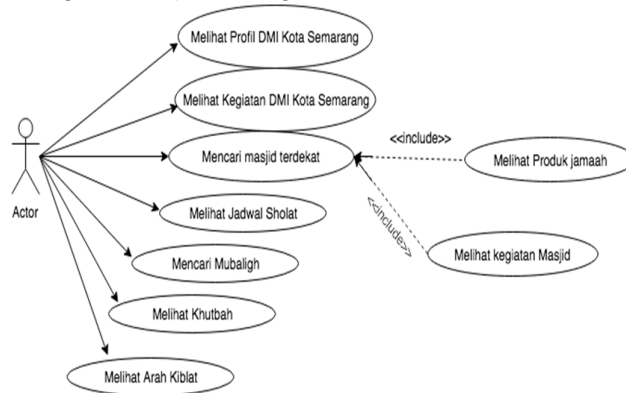 Melihat Profil DMI Kota Semarang
Melihat Kegiatan DMI Kota Semarang
<<include>>
Mencari masjid terdekat
Melihat Produk jamaah
Actor
Melihat Jadwal Sholat
<<include>>
Melihat kegiatan Masjid
Mencari Mubaligh
Melihat Khutbah
Melihat Arah Kiblat